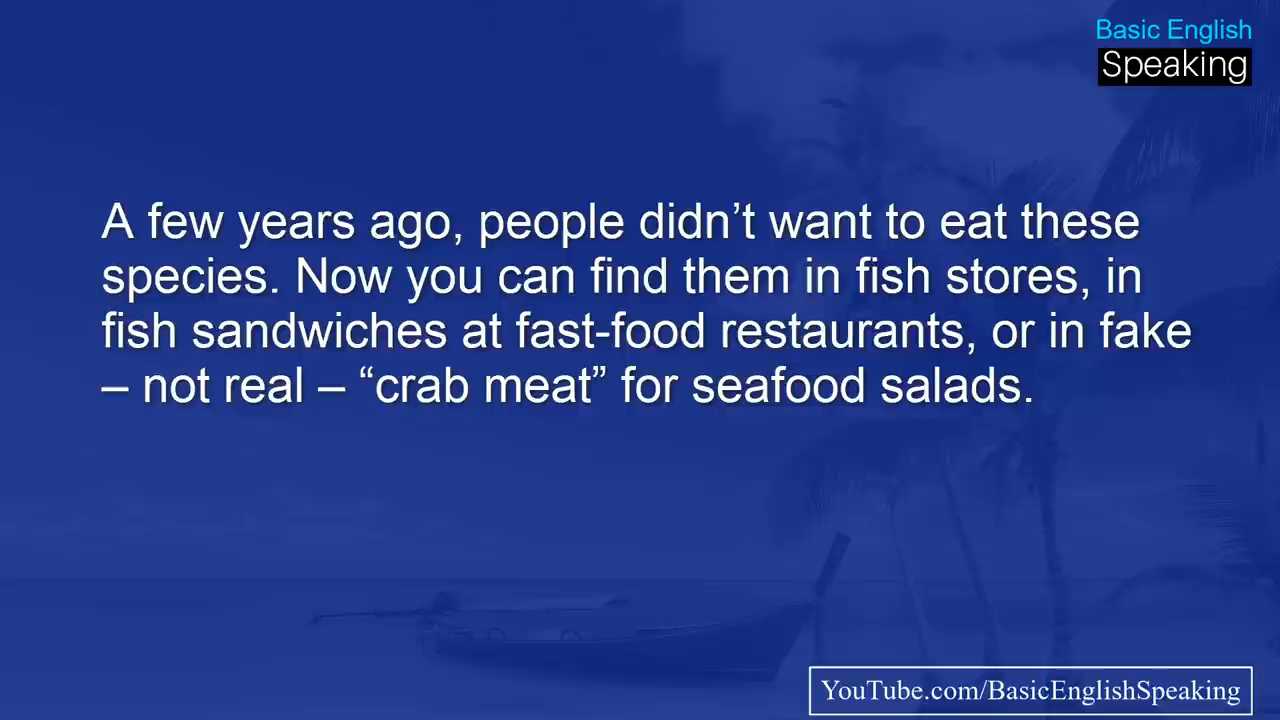 Basic English
Speaking
A few years ago, people didn’t want to eat these
species. Now you can find them in fish stores, in
fish sandwiches at fast-food restaurants, or in fake
– not real – “crab meat” for seafood salads.
YouTube.com/BasicEnglishSpeaking